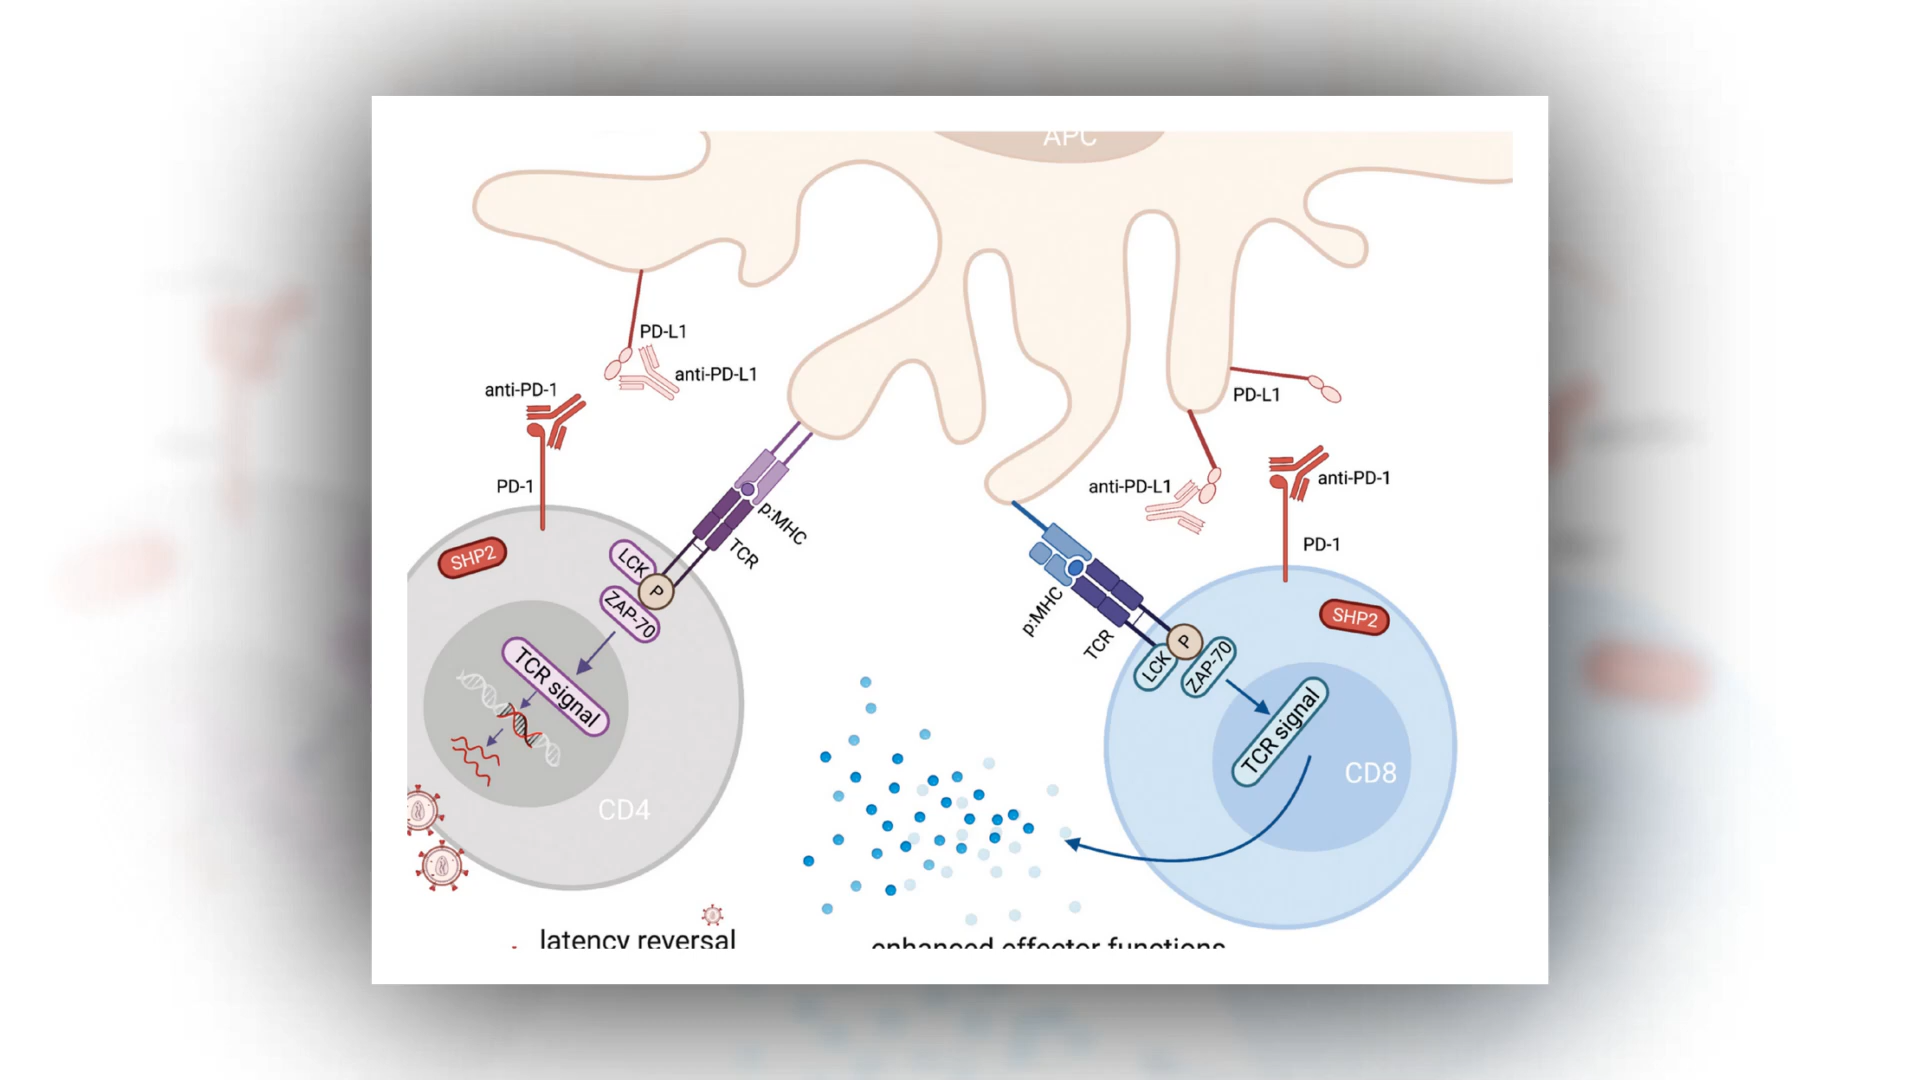 APC
PD-L1
anti-PD-L1
anti-PD-1
PD-1
SHP2
LCK
P
ZAP-70
p:MHC
TCR
TCR signal
CD4
latency reversal
PD-L1
anti-PD-L1
anti-PD-1
PD-1
SHP2
p:MHC
TCR
P
LCK
ZAP-70
TCR signal
CD8
enhanced effector functions